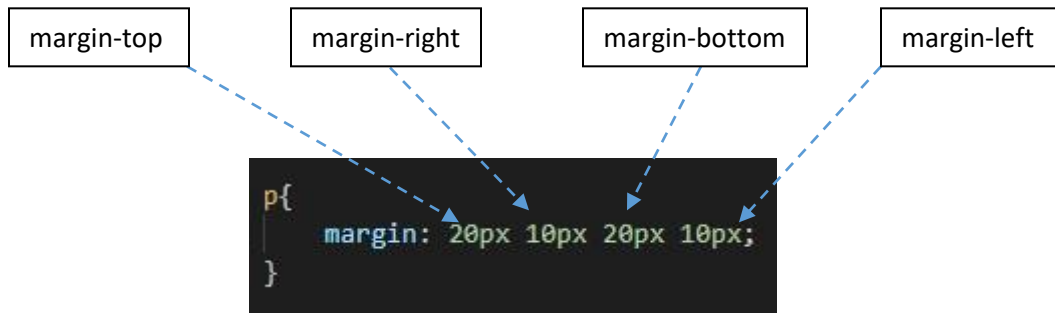 margin-top margin-right margin-bottom margin-left
p{
margin: 20px 10px 20px 10px;
}